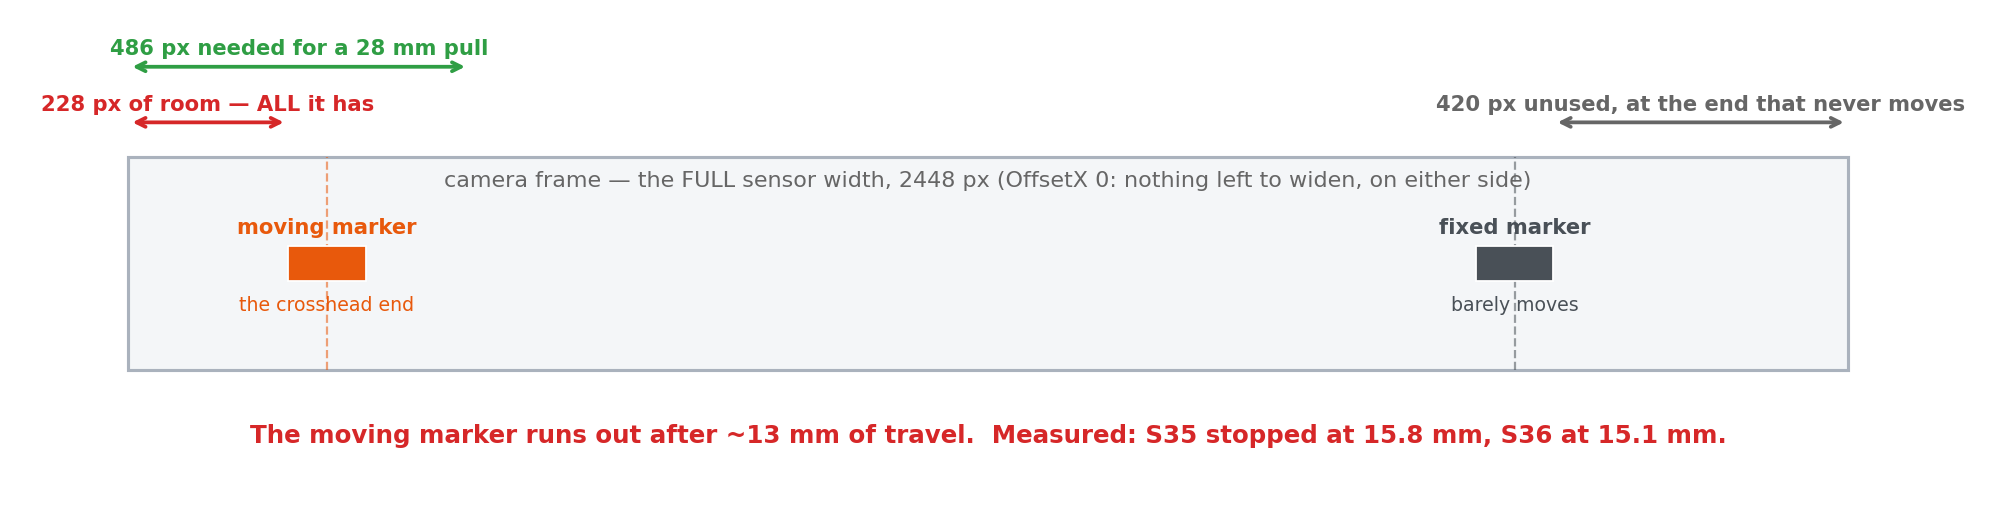 486 px needed for a 28 mm pull
228 px of room — ALL it has
420 px unused, at the end that never moves
camera frame — the FULL sensor width, 2448 px (OffsetX 0: nothing left to widen, on either side)
moving marker
fixed marker
the crosshead end
barely moves
The moving marker runs out after ~13 mm of travel.  Measured: S35 stopped at 15.8 mm, S36 at 15.1 mm.